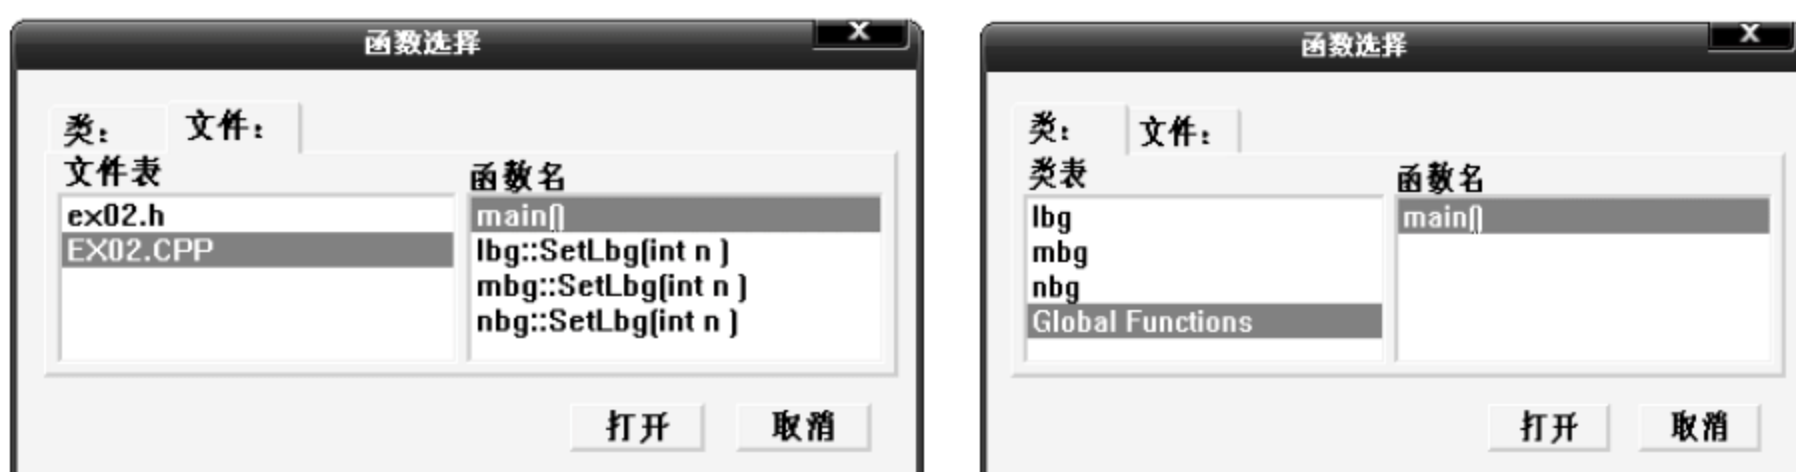 函数选择
X
类：
文件：
文件表
函数名
ex02.h
EX02.CPP
main()
lbg::SetLbg(int n )
mbg::SetLbg(int n )
nbg::SetLbg(int n )
打开
取消
函数选择
X
类：
文件：
类表
函数名
lbg
mbg
nbg
Global Functions
main()
打开
取消